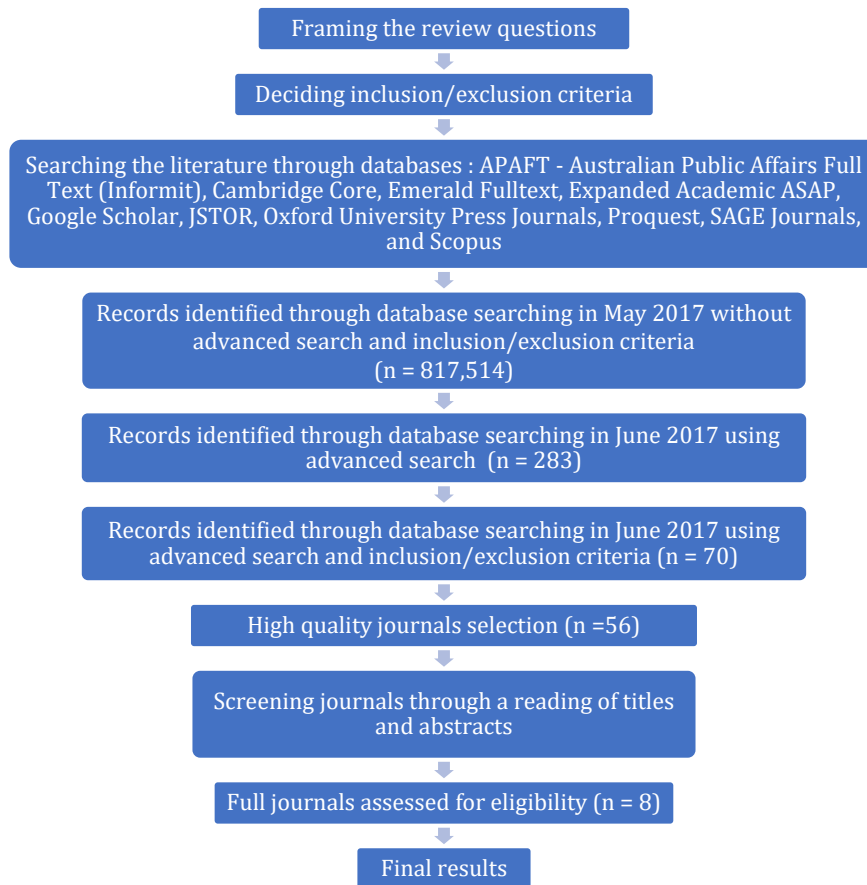 Framing the review questions
Deciding inclusion/exclusion criteria
Searching the literature through databases : APAFT - Australian Public Affairs Full
Text (Informit), Cambridge Core, Emerald Fulltext, Expanded Academic ASAP,
Google Scholar, JSTOR, Oxford University Press Journals, Proquest, SAGE Journals,
and Scopus
Records identified through database searching in May 2017 without
advanced search and inclusion/exclusion criteria
(n = 817,514)
Records identified through database searching in June 2017 using
advanced search (n = 283)
Records identified through database searching in June 2017 using
advanced search and inclusion/exclusion criteria (n = 70)
High quality journals selection (n =56)
Screening journals through a reading of titles
and abstracts
Full journals assessed for eligibility (n = 8)
Final results